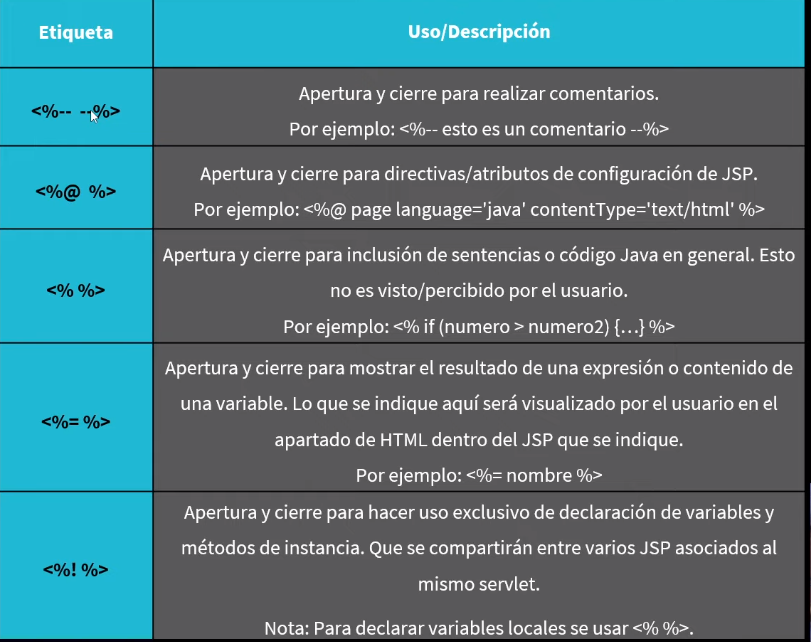 Etiqueta
Uso/Descripción
<%-- --%>
Apertura y cierre para realizar comentarios.
Por ejemplo: <%-- esto es un comentario --%>
<%@ %>
Apertura y cierre para directivas/atributos de configuración de JSP.
Por ejemplo: <%@ page language='java' contentType='text/html' %>
<% %>
Apertura y cierre para inclusión de sentencias o código Java en general. Esto
no es visto/percibido por el usuario.
Por ejemplo: <% if (numero > numero2) {...} %>
<%= %>
Apertura y cierre para mostrar el resultado de una expresión o contenido de
una variable. Lo que se indique aquí será visualizado por el usuario en el
apartado de HTML dentro del JSP que se indique.
Por ejemplo: <%= nombre %>
<%! %>
Apertura y cierre para hacer uso exclusivo de declaración de variables y
métodos de instancia. Que se compartirán entre varios JSP asociados al
mismo servlet.
Nota: Para declarar variables locales se usar <% %>.